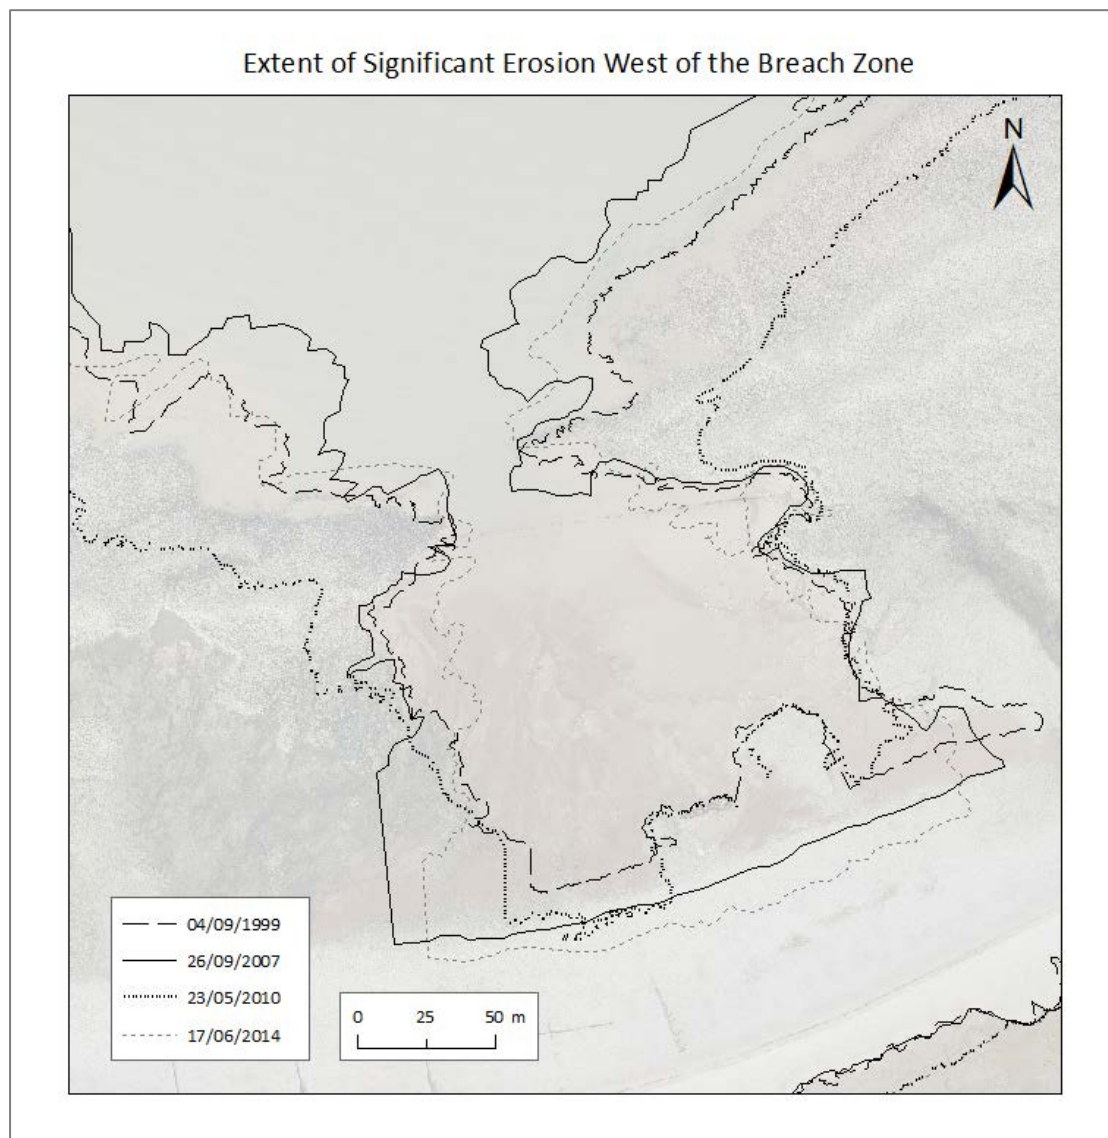 Extent of Significant Erosion West of the Breach Zone
N
04/09/1999
26/09/2007
23/05/2010
17/06/2014
0 25 50 m